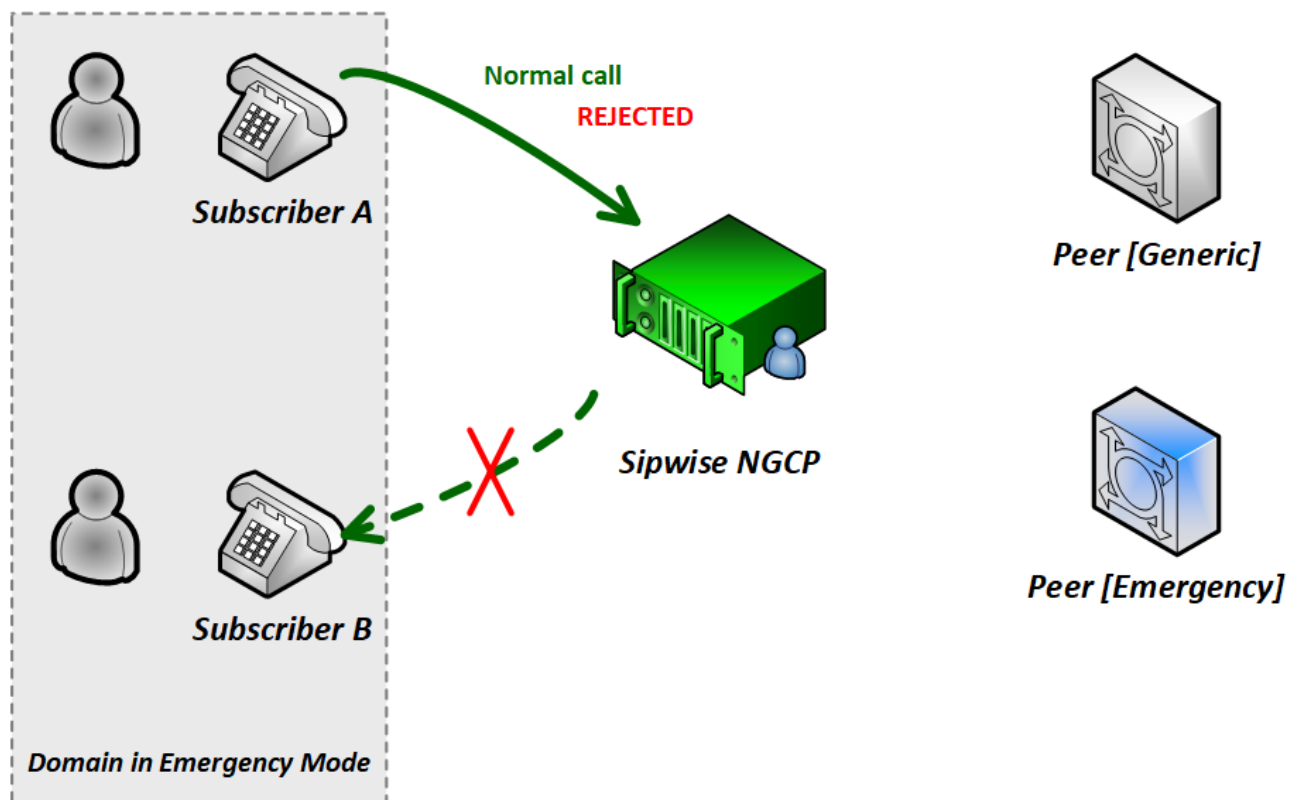 Normal call
REJECTED
Subscriber A
Peer [Generic]
Sipwise NGCP
Peer [Emergency]
Subscriber B
Domain in Emergency Mode